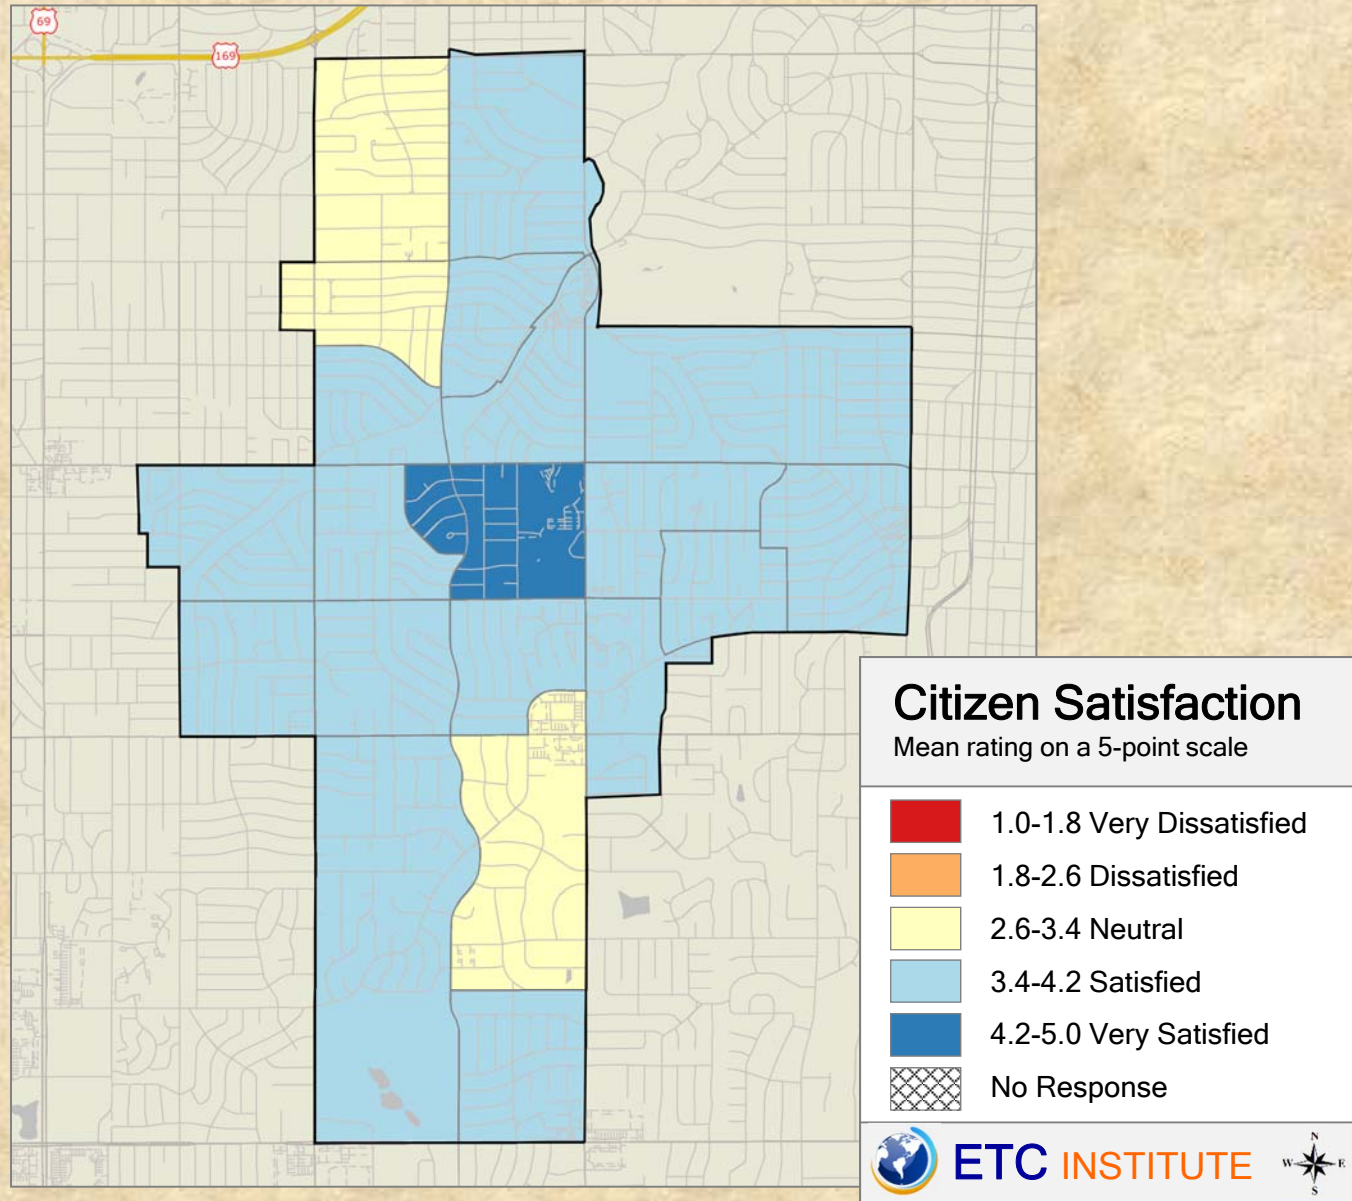 69
169
Citizen Satisfaction
Mean rating on a 5-point scale
1.0-1.8 Very Dissatisfied
1.8-2.6 Dissatisfied
2.6-3.4 Neutral
3.4-4.2 Satisfied
4.2-5.0 Very Satisfied
No Response
ETC INSTITUTE
N
W E
S